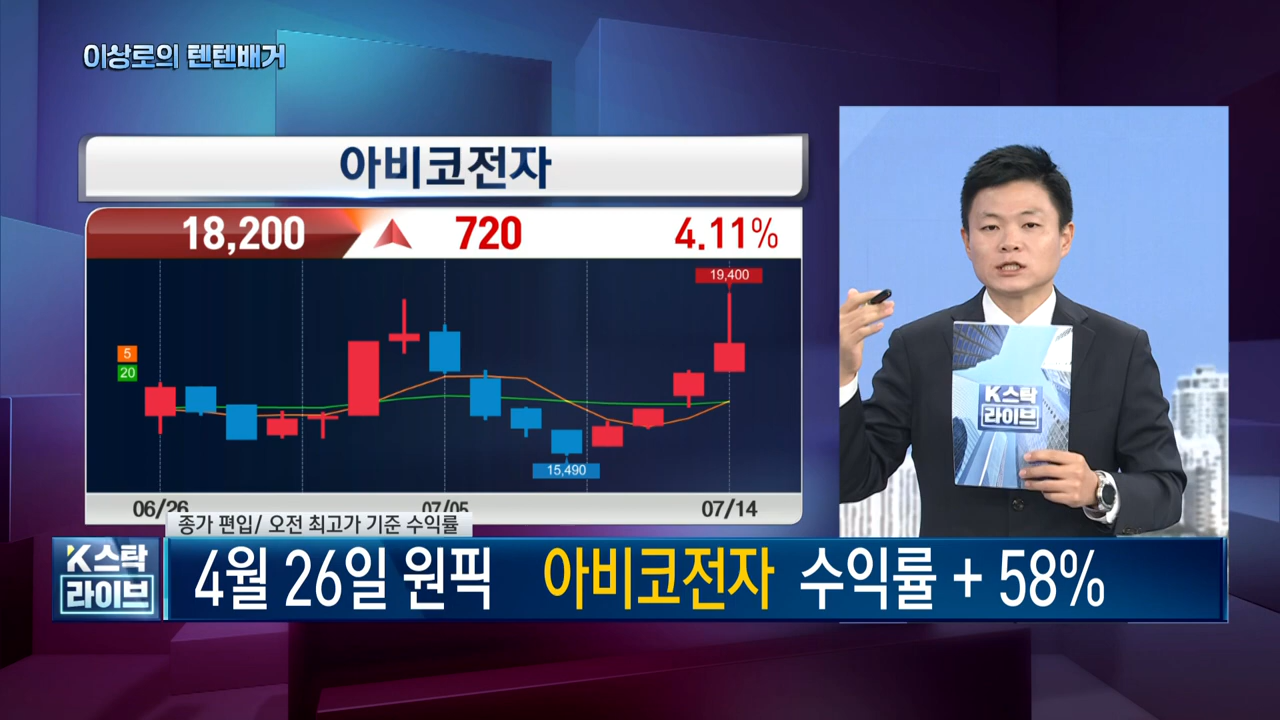 이상로의 텐텐배거
아비코전자
18,200 720 4.11%
19,400
5
20
15,490
06/26 07/05 07/14
K스탁
라이브
종가 편입/ 오전 최고가 기준 수익률
K스탁
라이브
4월 26일 원픽 아비코전자 수익률 + 58%